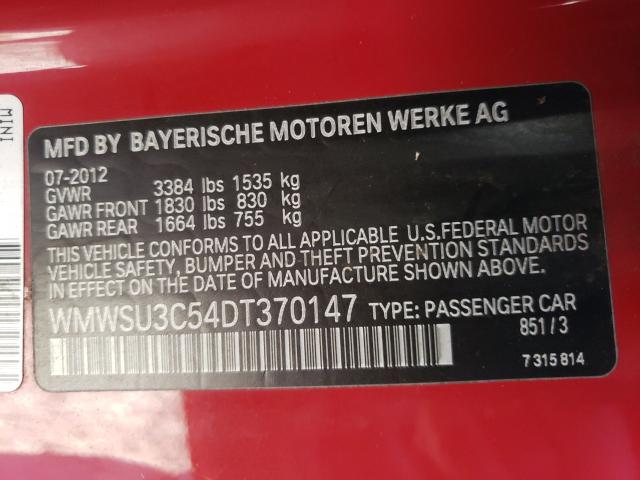 MINI
MFD BY BAYERISCHE MOTOREN WERKE AG
07-2012
GVWR 3384 lbs 1535 kg
GAWR FRONT 1830 lbs 830 kg
GAWR REAR 1664 lbs 755 kg
THIS VEHICLE CONFORMS TO ALL APPLICABLE U.S.FEDERAL MOTOR
VEHICLE SAFETY, BUMPER AND THEFT PREVENTION STANDARDS
IN EFFECT ON THE DATE OF MANUFACTURE SHOWN ABOVE.
WMWSU3C54DT370147 TYPE: PASSENGER CAR
851/3
7 315 814